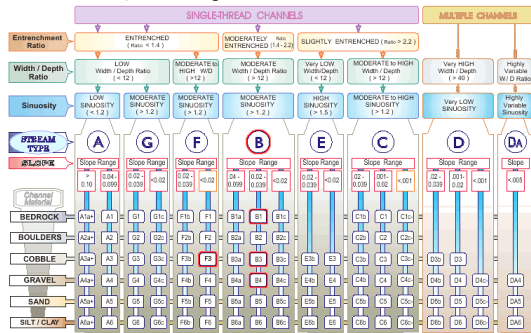 SINGLE-THREAD CHANNELS MULTIPLE CHANNELS
Entrenchment Ratio
ENTRENCHED ( Ratio < 1.4 )
MODERATELY ENTRENCHED Ratio (1.4 - 2.2)
SLIGHTLY ENTRENCHED ( Ratio > 2.2 )
Width / Depth Ratio
LOW Width / Depth Ratio ( < 12 )
MODERATE to HIGH W/D ( >12 )
MODERATE Width / Depth Ratio ( > 12 )
Very LOW Width/Depth ( < 12 )
MODERATE to HIGH Width / Depth ( > 12 )
Very HIGH Width / Depth ( > 40 )
Highly Variable W / D Ratio
Sinuosity
LOW SINUOSITY ( < 1.2 )
MODERATE SINUOSITY ( > 1.2 )
MODERATE SINUOSITY ( > 1.2 )
MODERATE SINUOSITY ( > 1.2 )
HIGH SINUOSITY ( > 1.5 )
MODERATE to HIGH SINUOSITY ( > 1.2 )
Very LOW SINUOSITY
Highly Variable Sinuosity
STREAM TYPE A G F B E C D DA
SLOPE Slope Range Slope Range Slope Range Slope Range Slope Range Slope Range Slope Range Slope
> 0.10 .04 - .099 .02 - .039 <.02 .02 - .039 <.02 .04 - .099 .02 - .039 <.02 .02 - .039 <.02 .02 - .039 .001- .02 <.001 .02 - .039 .001- .02 <.001 <.005
Channel Material
BEDROCK A1a+ A1 G1 G1c F1b F1 B1a B1 B1c C1b C1 C1c-
BOULDERS A2a+ A2 G2 G2c F2b F2 B2a B2 B2c C2b C2 C2c-
COBBLE A3a+ A3 G3 G3c F3b F3 B3a B3 B3c E3b E3 C3b C3 C3c- D3b D3
GRAVEL A4a+ A4 G4 G4c F4b F4 B4a B4 B4c E4b E4 C4b C4 C4c- D4b D4 D4c- DA4
SAND A5a+ A5 G5 G5c F5b F5 B5a B5 B5c E5b E5 C5b C5 C5c- D5b D5 D5c- DA5
SILT / CLAY A6a+ A6 G6 G6c F6b F6 B6a B6 B6c E6b E6 C6b C6 C6c- D6b D6 D6c- DA6